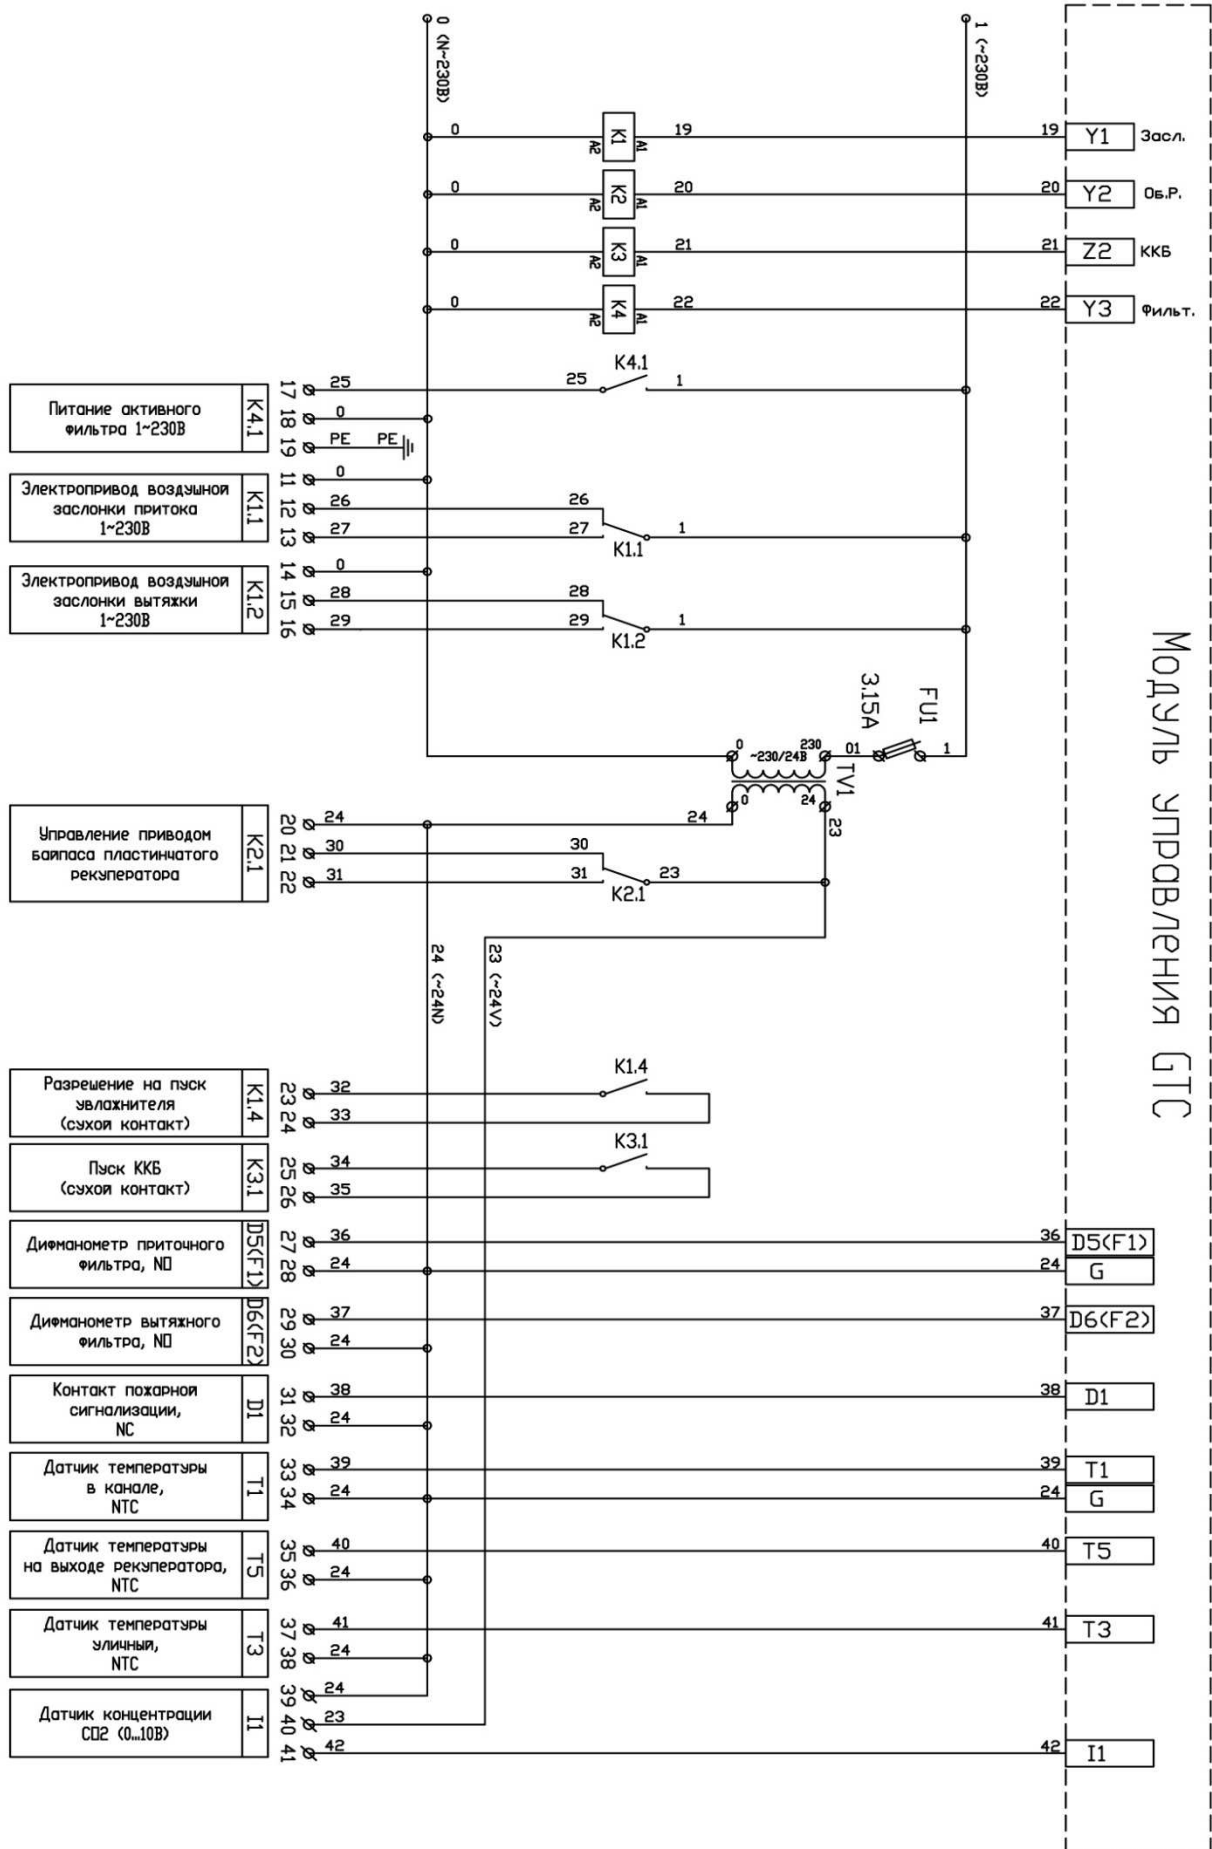 0 (N~230В)
1 (~230В)
0
K1
A2
A1
19
19
Y1
Засл.
0
K2
A2
A1
20
20
Y2
Об.Р.
0
K3
A2
A1
21
21
Z2
ККБ
0
K4
A2
A1
22
22
Y3
Фильт.
Модуль управления GTC
Питание активного
фильтра 1~230В
K4.1
17
25
25
K4.1
1
18
0
19
PE
PE
Электропривод воздушной
заслонки притока
1~230В
K1.1
11
0
12
26
26
13
27
27
K1.1
1
Электропривод воздушной
заслонки вытяжки
1~230В
K1.2
14
0
15
28
28
16
29
29
K1.2
1
FU1
3.15A
0
~230/24В
230
01
1
TV1
0
24
24
23
Управление приводом
байпаса пластинчатого
рекуператора
K2.1
20
24
21
30
30
22
31
31
K2.1
23
24 (~24N)
23 (~24V)
Разрешение на пуск
увлажнителя
(сухой контакт)
K1.4
23
32
K1.4
24
33
Пуск ККБ
(сухой контакт)
K3.1
25
34
K3.1
26
35
Дифманометр приточного
фильтра, NO
D5(F1)
27
36
36
D5(F1)
28
24
24
G
Дифманометр вытяжного
фильтра, NO
D6(F2)
29
37
37
D6(F2)
30
24
Контакт пожарной
сигнализации,
NC
D1
31
38
38
D1
32
24
Датчик температуры
в канале,
NTC
T1
33
39
39
T1
34
24
24
G
Датчик температуры
на выходе рекуператора,
NTC
T5
35
40
40
T5
36
24
Датчик температуры
уличный,
NTC
T3
37
41
41
T3
38
24
Датчик концентрации
CO2 (0...10В)
I1
39
24
40
23
41
42
42
I1